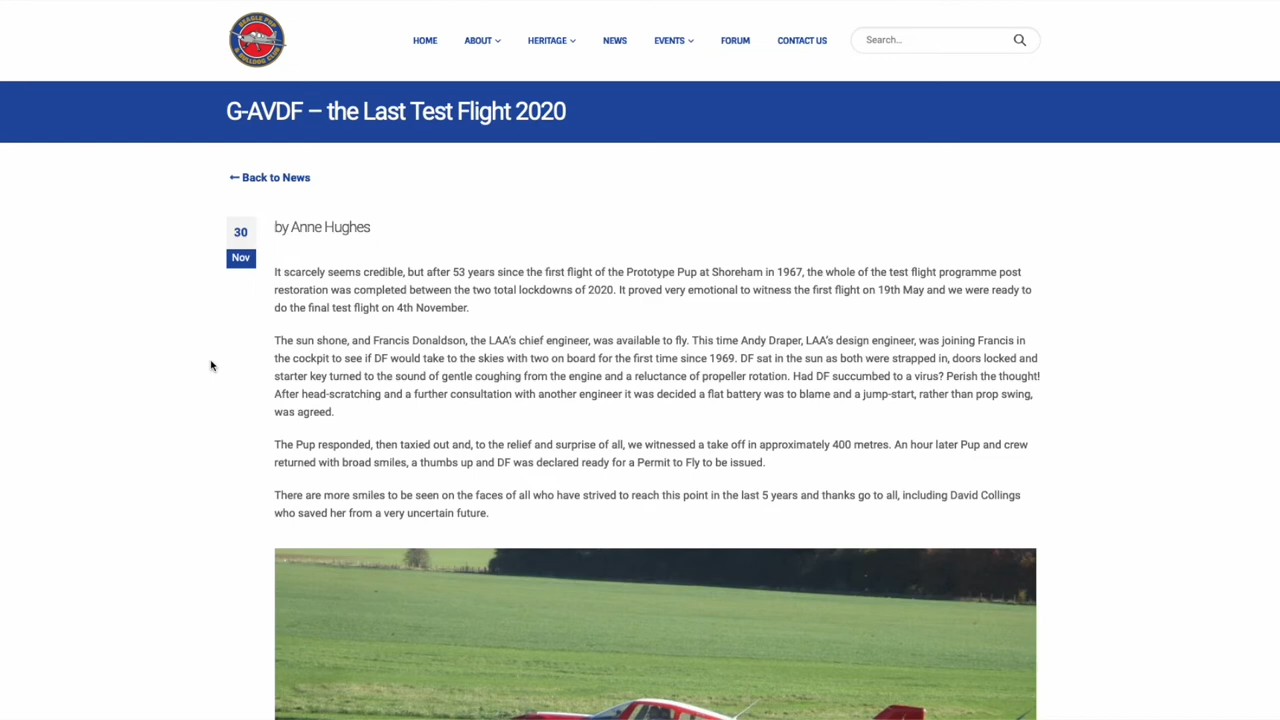 BEAGLE PUP
& BULLDOG CLUB
HOME ABOUT HERITAGE NEWS EVENTS FORUM CONTACT US Search...
G-AVDF – the Last Test Flight 2020
← Back to News
30
Nov
by Anne Hughes
It scarcely seems credible, but after 53 years since the first flight of the Prototype Pup at Shoreham in 1967, the whole of the test flight programme post
restoration was completed between the two total lockdowns of 2020. It proved very emotional to witness the first flight on 19th May and we were ready to
do the final test flight on 4th November.
The sun shone, and Francis Donaldson, the LAA's chief engineer, was available to fly. This time Andy Draper, LAA's design engineer, was joining Francis in
the cockpit to see if DF would take to the skies with two on board for the first time since 1969. DF sat in the sun as both were strapped in, doors locked and
starter key turned to the sound of gentle coughing from the engine and a reluctance of propeller rotation. Had DF succumbed to a virus? Perish the thought!
After head-scratching and a further consultation with another engineer it was decided a flat battery was to blame and a jump-start, rather than prop swing,
was agreed.
The Pup responded, then taxied out and, to the relief and surprise of all, we witnessed a take off in approximately 400 metres. An hour later Pup and crew
returned with broad smiles, a thumbs up and DF was declared ready for a Permit to Fly to be issued.
There are more smiles to be seen on the faces of all who have strived to reach this point in the last 5 years and thanks go to all, including David Collings
who saved her from a very uncertain future.